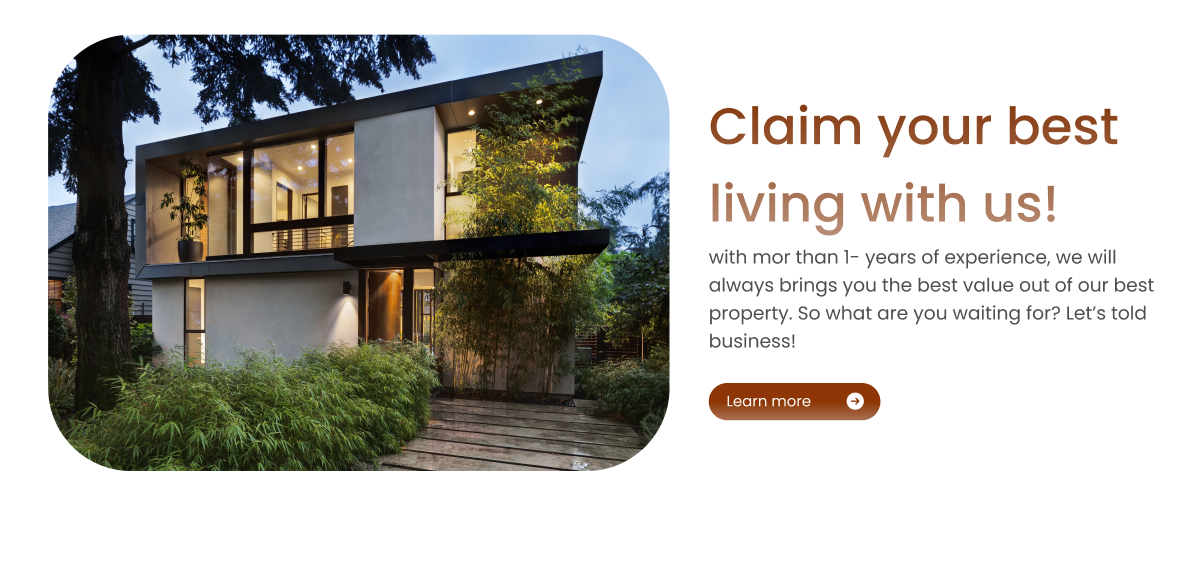 Claim your best
living with us!
with mor than 1- years of experience, we will
always brings you the best value out of our best
property. So what are you waiting for? Let’s told
business!
Learn more